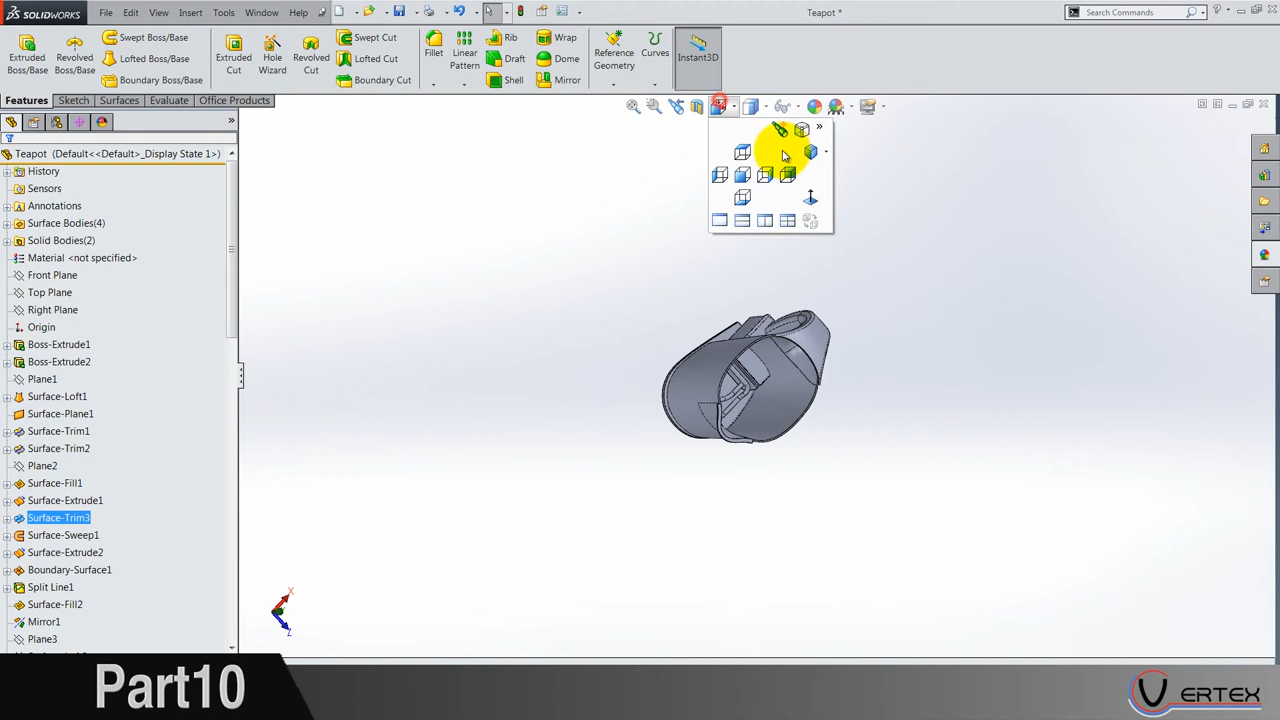 SOLIDWORKS File Edit View Insert Tools Window Help Teapot * Search Commands
Extruded Boss/Base Revolved Boss/Base Swept Boss/Base Lofted Boss/Base Boundary Boss/Base Extruded Cut Hole Wizard Revolved Cut Swept Cut Lofted Cut Boundary Cut Fillet Linear Pattern Rib Draft Shell Wrap Dome Mirror Reference Geometry Curves Instant3D
Features Sketch Surfaces Evaluate Office Products
Teapot (Default<<Default>_Display State 1>)
History
Sensors
Annotations
Surface Bodies(4)
Solid Bodies(2)
Material <not specified>
Front Plane
Top Plane
Right Plane
Origin
Boss-Extrude1
Boss-Extrude2
Plane1
Surface-Loft1
Surface-Plane1
Surface-Trim1
Surface-Trim2
Plane2
Surface-Fill1
Surface-Extrude1
Surface-Trim3
Surface-Sweep1
Surface-Extrude2
Boundary-Surface1
Split Line1
Surface-Fill2
Mirror1
Plane3
X
Z
Part10
VERTEX